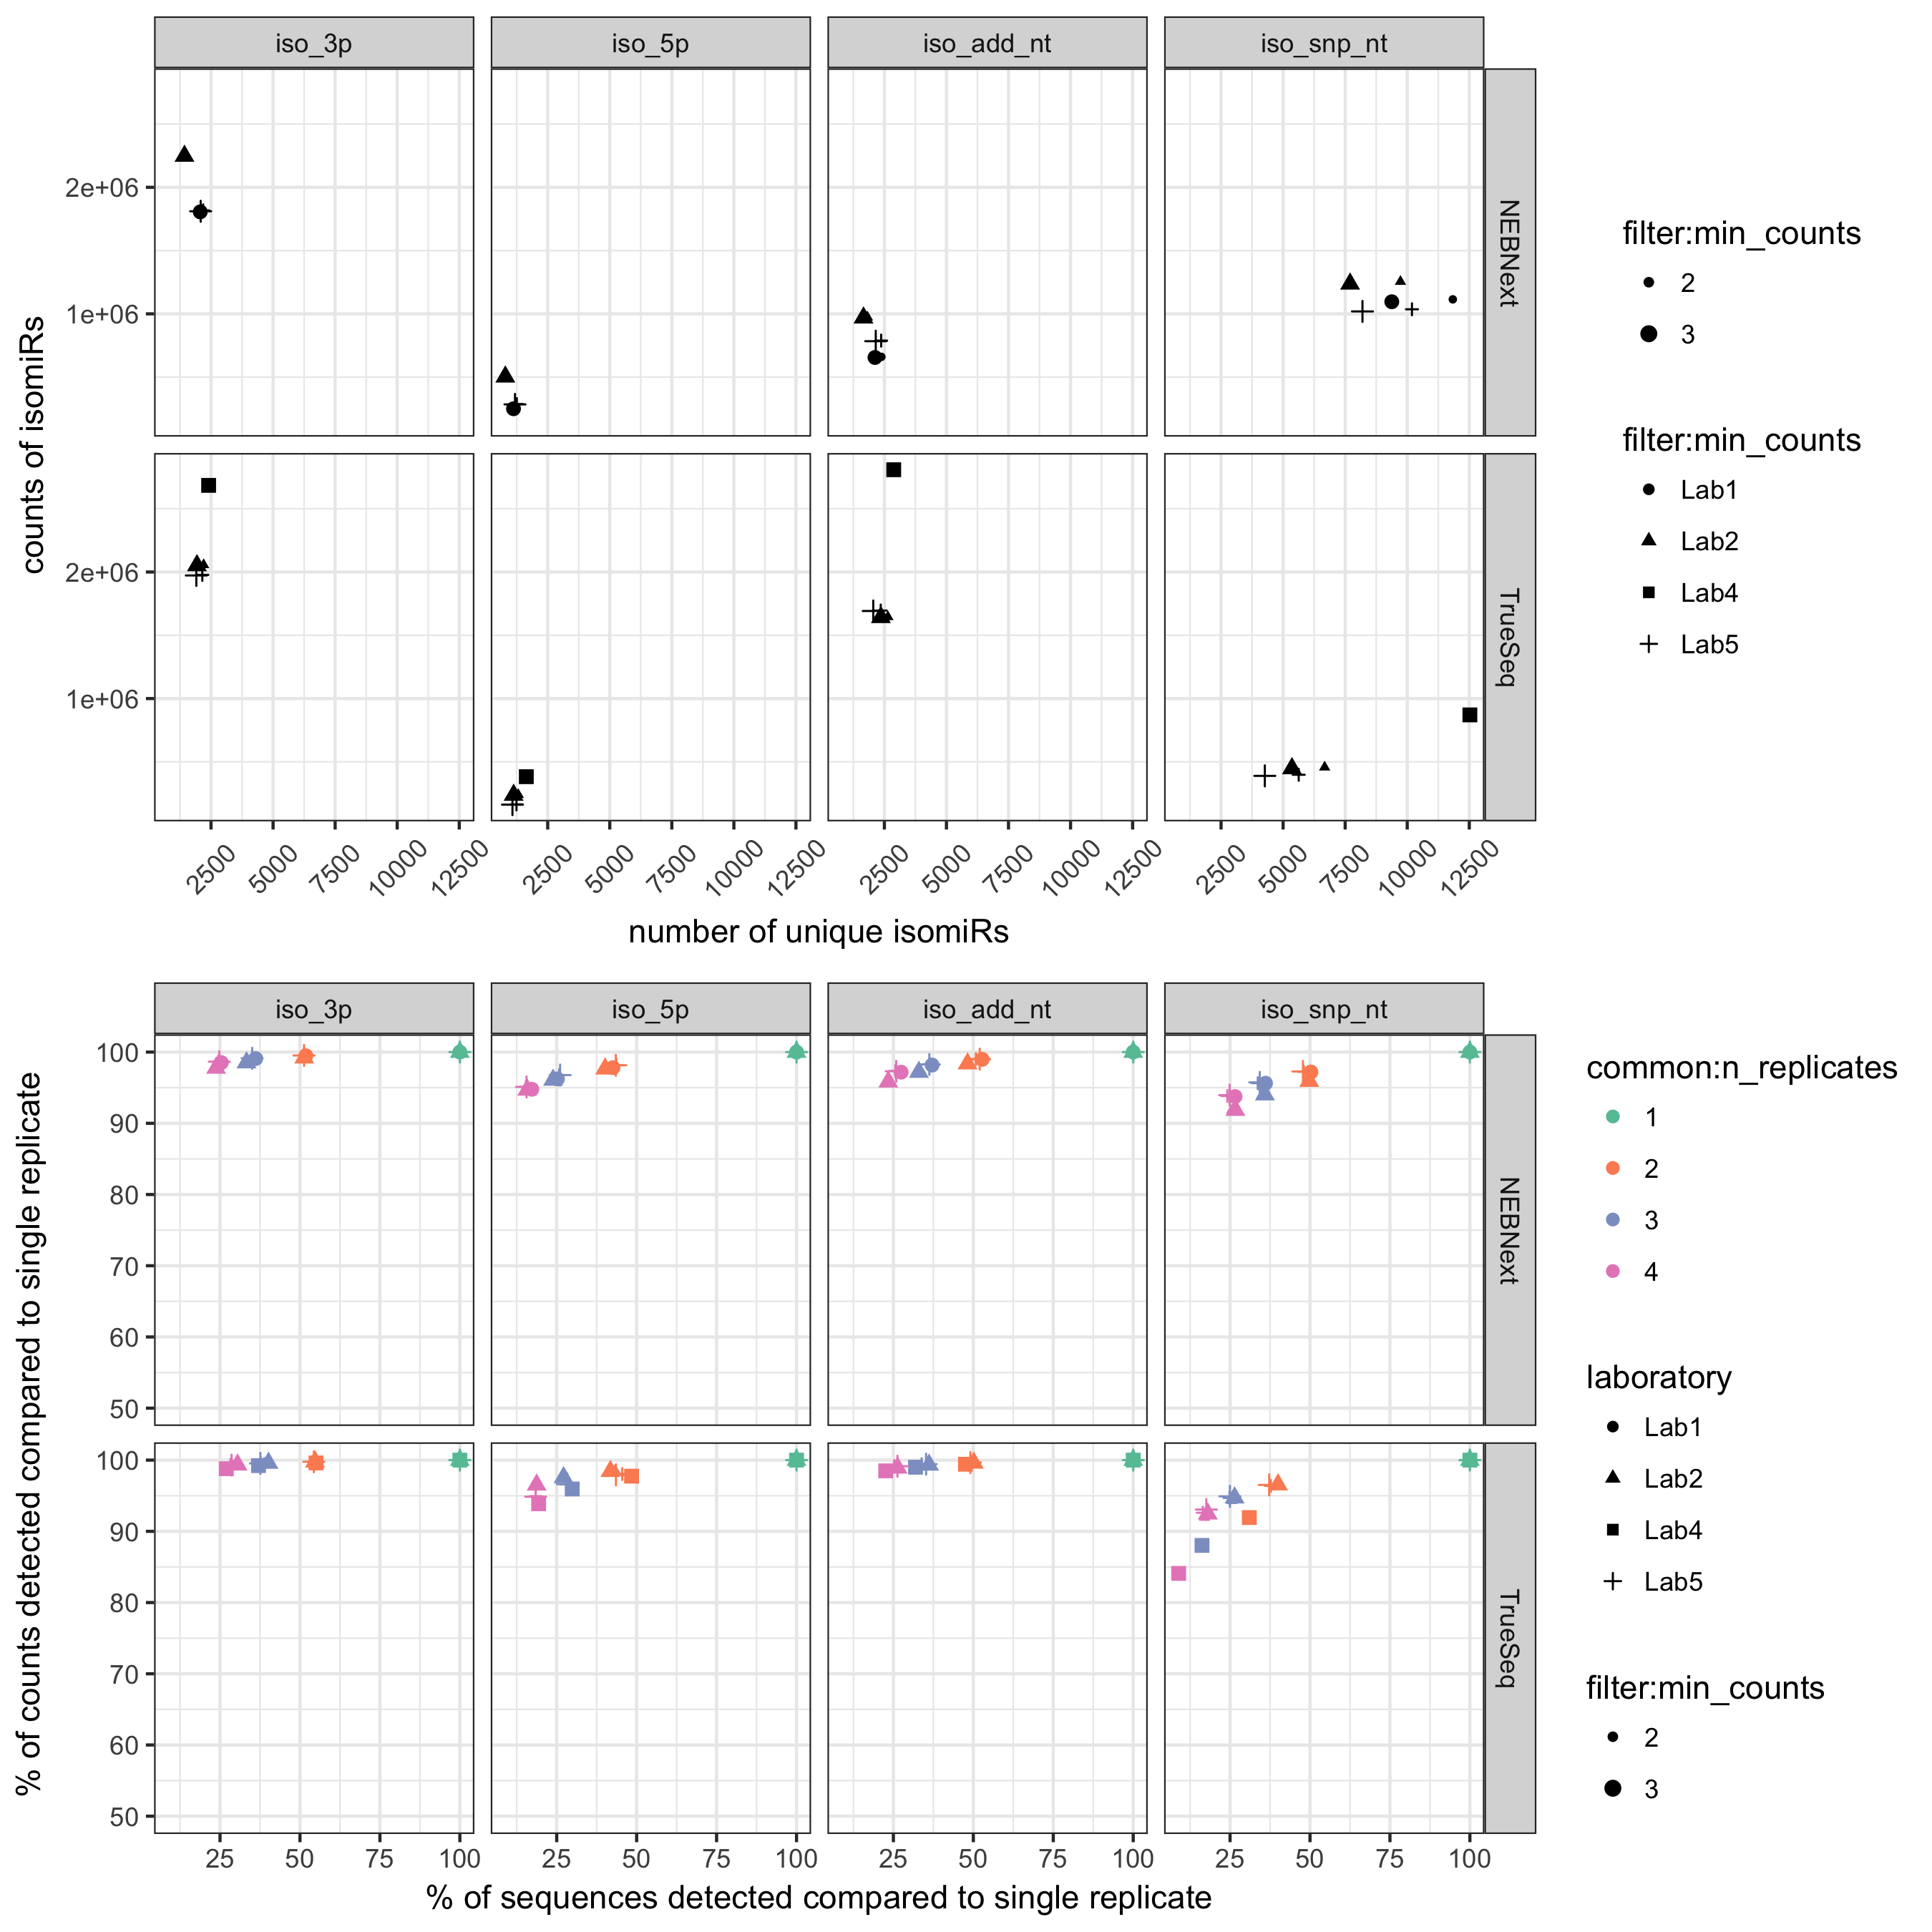 iso_3p iso_5p iso_add_nt iso_snp_nt
NEBNext
2e+06
1e+06
TrueSeq
2e+06
1e+06
counts of isomiRs
2500 5000 7500 10000 12500 2500 5000 7500 10000 12500 2500 5000 7500 10000 12500 2500 5000 7500 10000 12500
number of unique isomiRs
filter:min_counts
2
3
filter:min_counts
Lab1
Lab2
Lab4
Lab5
iso_3p iso_5p iso_add_nt iso_snp_nt
NEBNext
100
90
80
70
60
50
TrueSeq
100
90
80
70
60
50
% of counts detected compared to single replicate
25 50 75 100 25 50 75 100 25 50 75 100 25 50 75 100
% of sequences detected compared to single replicate
common:n_replicates
1
2
3
4
laboratory
Lab1
Lab2
Lab4
Lab5
filter:min_counts
2
3